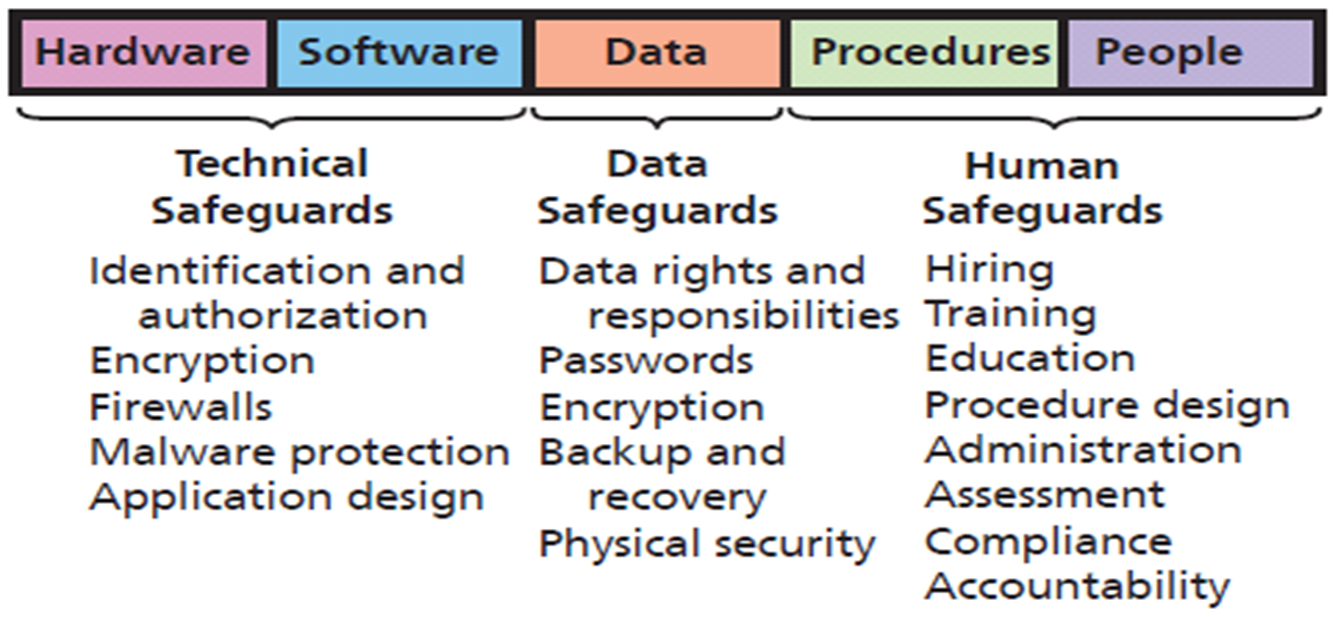 Hardware Software Data Procedures People
Technical
Safeguards
Identification and
authorization
Encryption
Firewalls
Malware protection
Application design
Data
Safeguards
Data rights and
responsibilities
Passwords
Encryption
Backup and
recovery
Physical security
Human
Safeguards
Hiring
Training
Education
Procedure design
Administration
Assessment
Compliance
Accountability